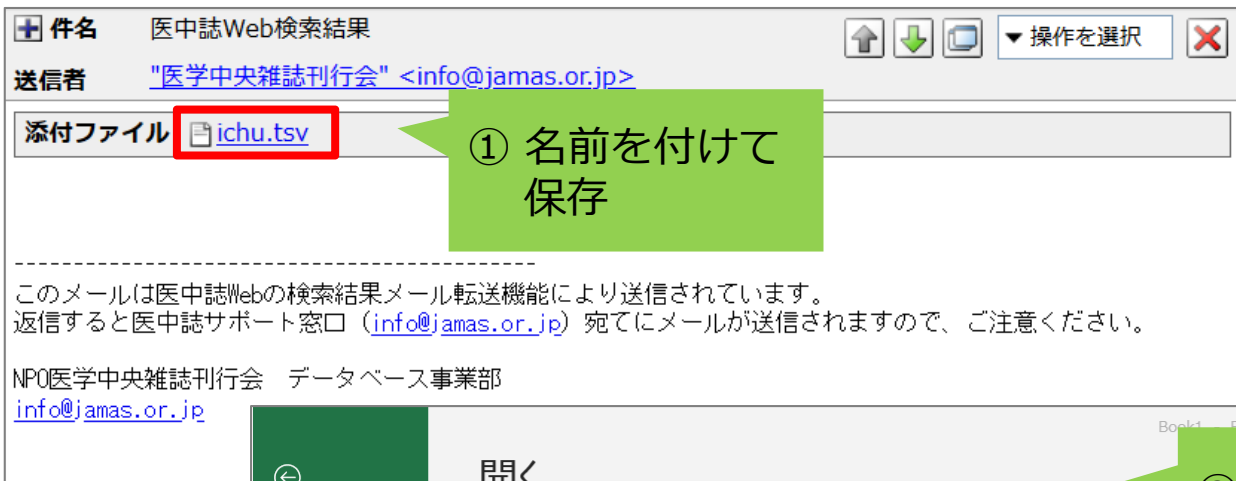 件名 医中誌Web検索結果
▼操作を選択
送信者 "医学中央雑誌刊行会" <info@jamas.or.jp>
添付ファイル ichu.tsv
① 名前を付けて
保存
--------------------------------------------
このメールは医中誌Webの検索結果メール転送機能により送信されています。
返信すると医中誌サポート窓口（info@jamas.or.jp）宛てにメールが送信されますので、ご注意ください。
NPO医学中央雑誌刊行会 データベース事業部
info@jamas.or.jp
Book1
開く